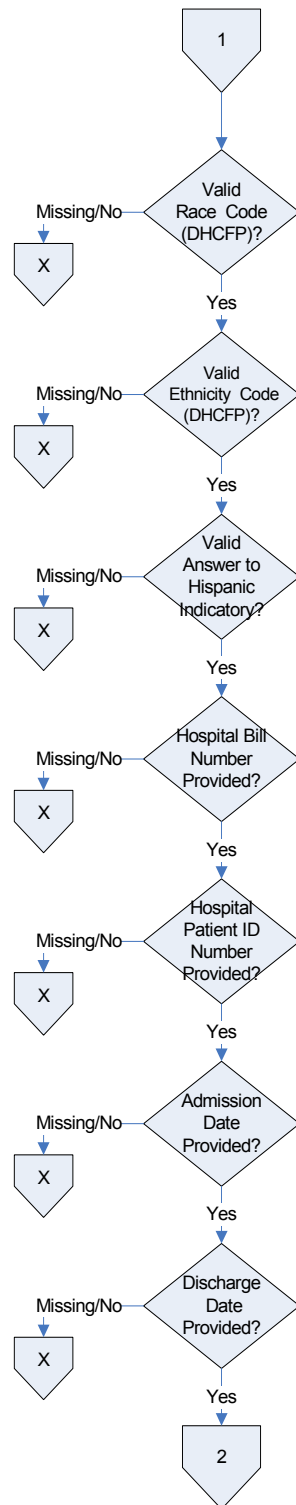 1
Valid
Race Code
(DHCFP)?
Missing/No
X
Yes
Valid
Ethnicity Code
(DHCFP)?
Missing/No
X
Yes
Valid
Answer to
Hispanic
Indicatory?
Missing/No
X
Yes
Hospital Bill
Number
Provided?
Missing/No
X
Yes
Hospital
Patient ID
Number
Provided?
Missing/No
X
Yes
Admission
Date
Provided?
Missing/No
X
Yes
Discharge
Date
Provided?
Missing/No
X
Yes
2